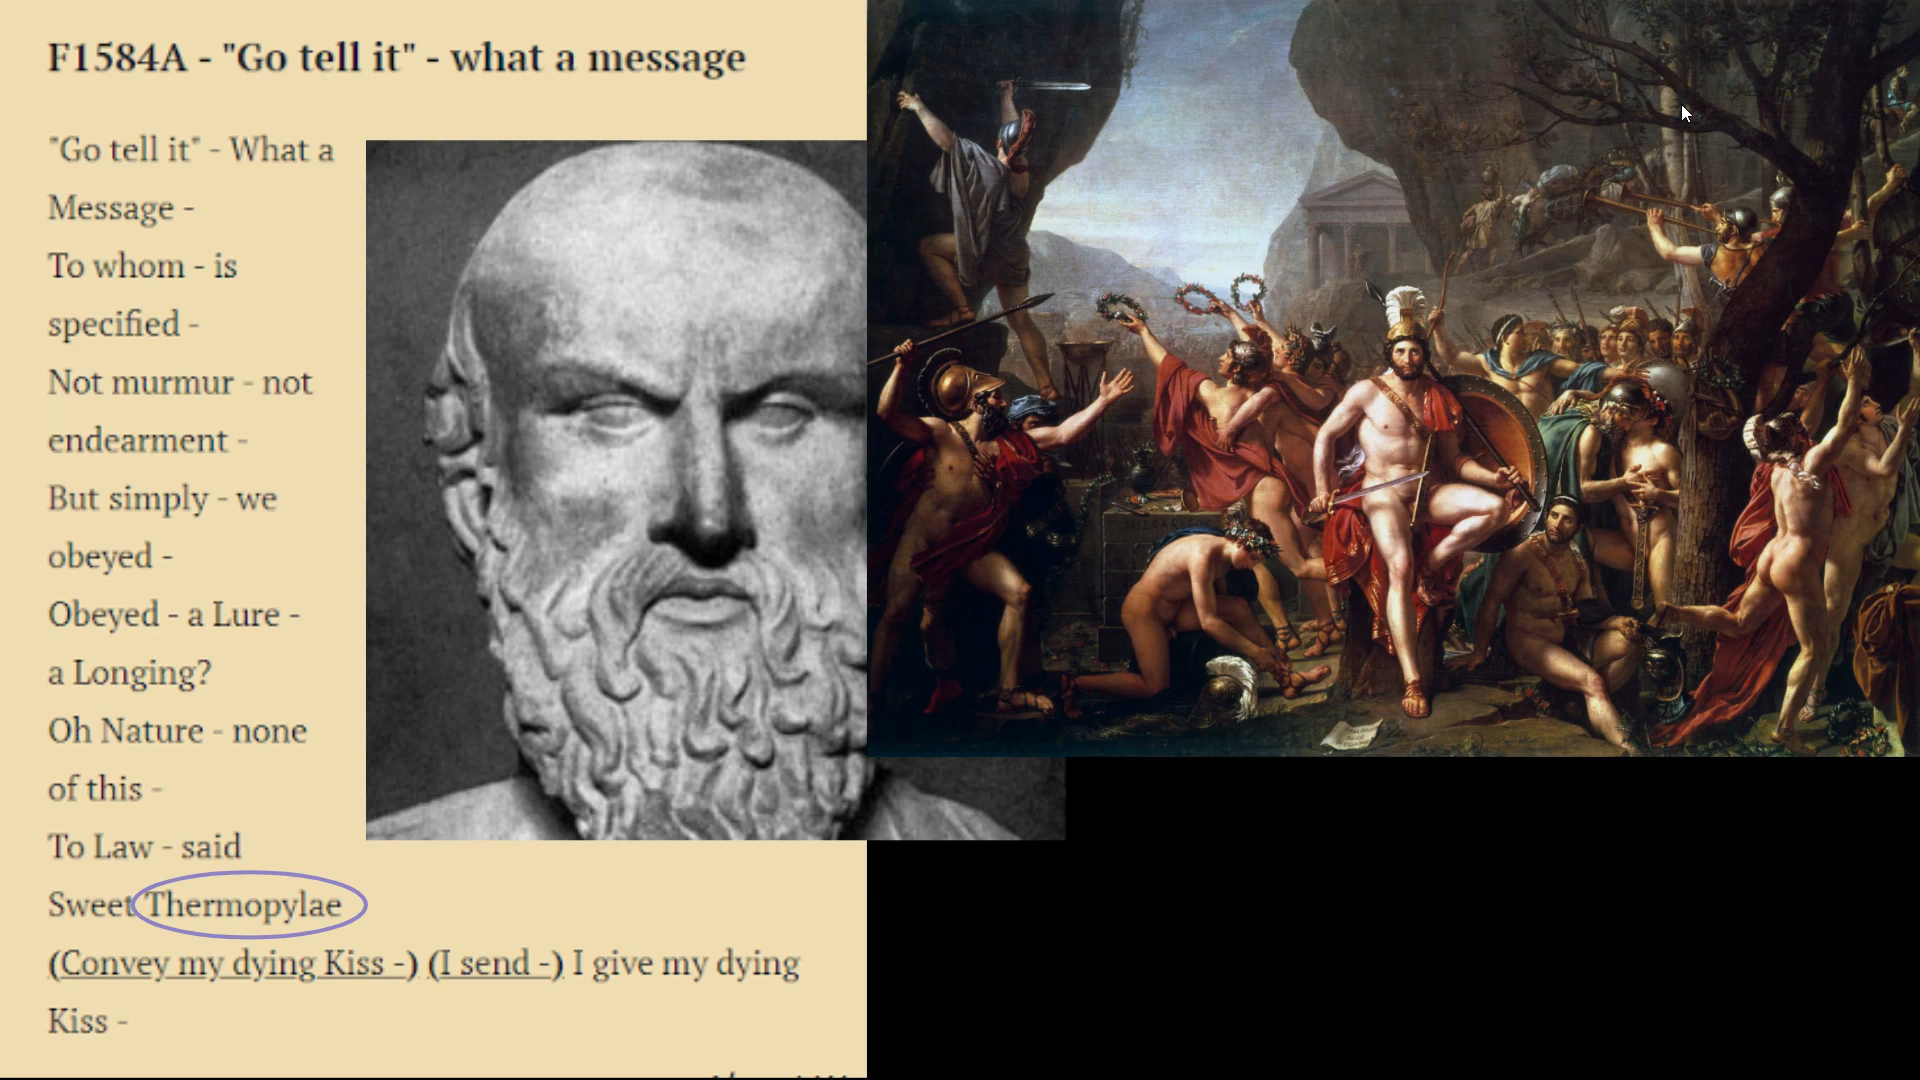 F1584A - "Go tell it" - what a message
"Go tell it" - What a
Message -
To whom - is
specified -
Not murmur - not
endearment -
But simply - we
obeyed -
Obeyed - a Lure -
a Longing?
Oh Nature - none
of this -
To Law - said
Sweet Thermopylae
(Convey my dying Kiss -) (I send -) I give my dying
Kiss -